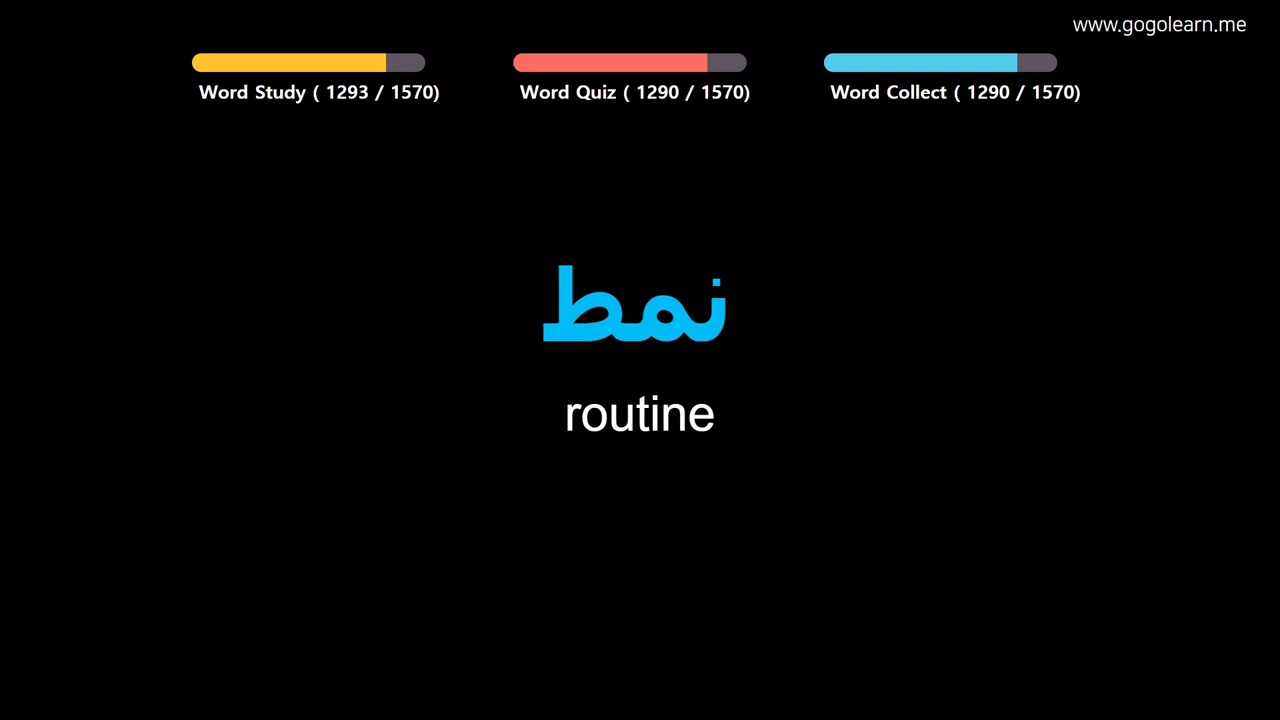 www.gogolearn.me
Word Study ( 1293 / 1570)
Word Quiz ( 1290 / 1570)
Word Collect ( 1290 / 1570)
نمط
routine